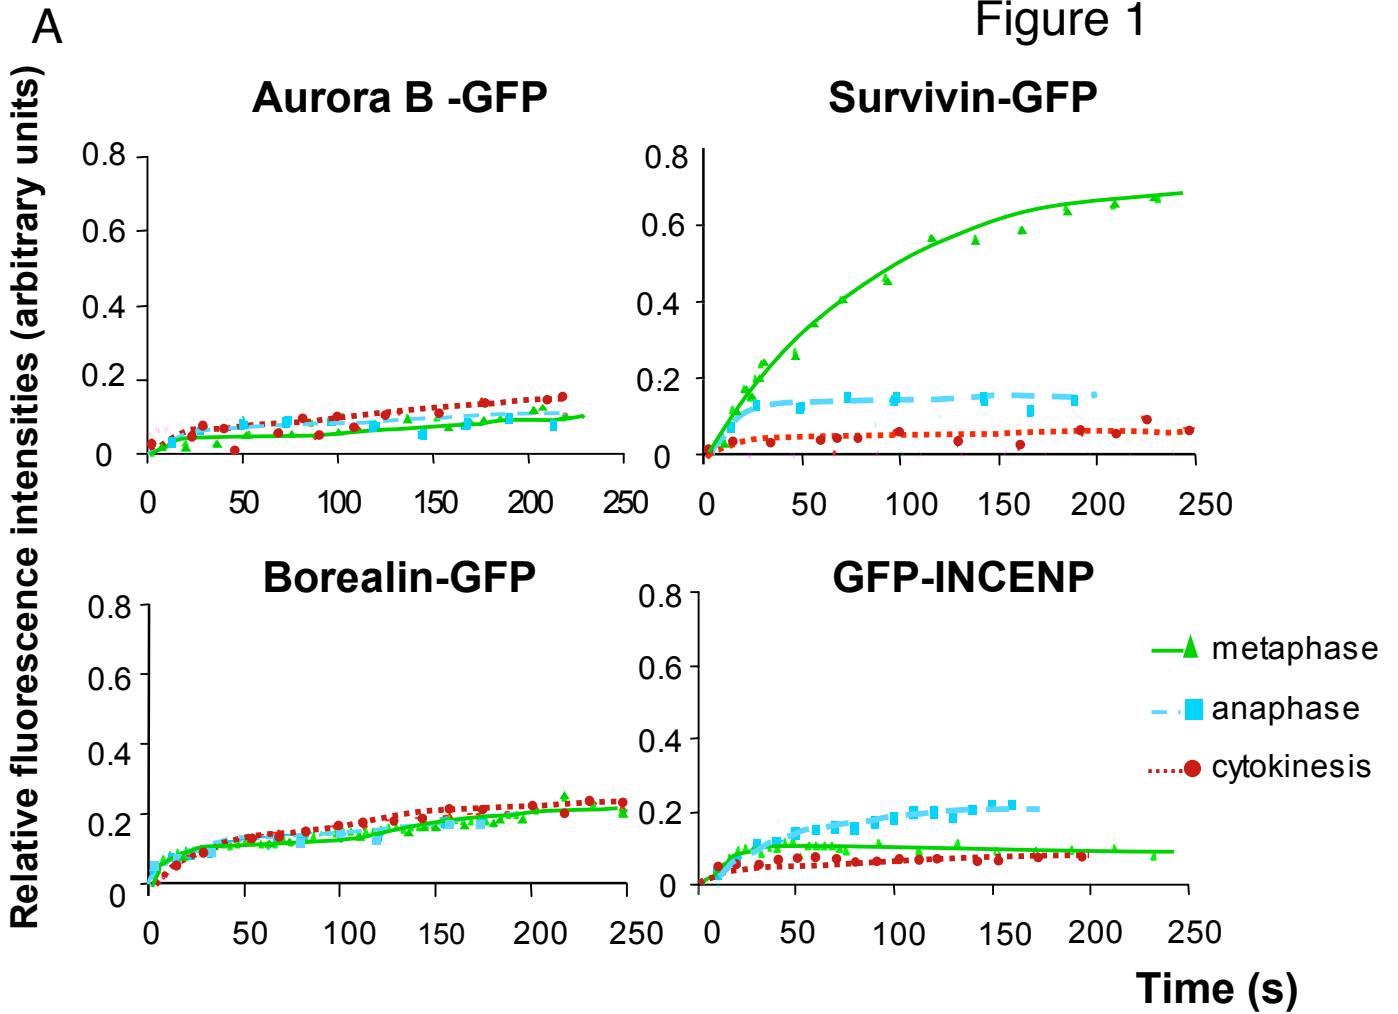 A
Figure 1
Relative fluorescence intensities (arbitrary units)
Aurora B -GFP
0.8
0.6
0.4
0.2
0
0 50 100 150 200 250
Survivin-GFP
0.8
0.6
0.4
0.2
0
0 50 100 150 200 250
Borealin-GFP
0.8
0.6
0.4
0.2
0
0 50 100 150 200 250
GFP-INCENP
0.8
0.6
0.4
0.2
0
0 50 100 150 200 250
metaphase
anaphase
cytokinesis
Time (s)